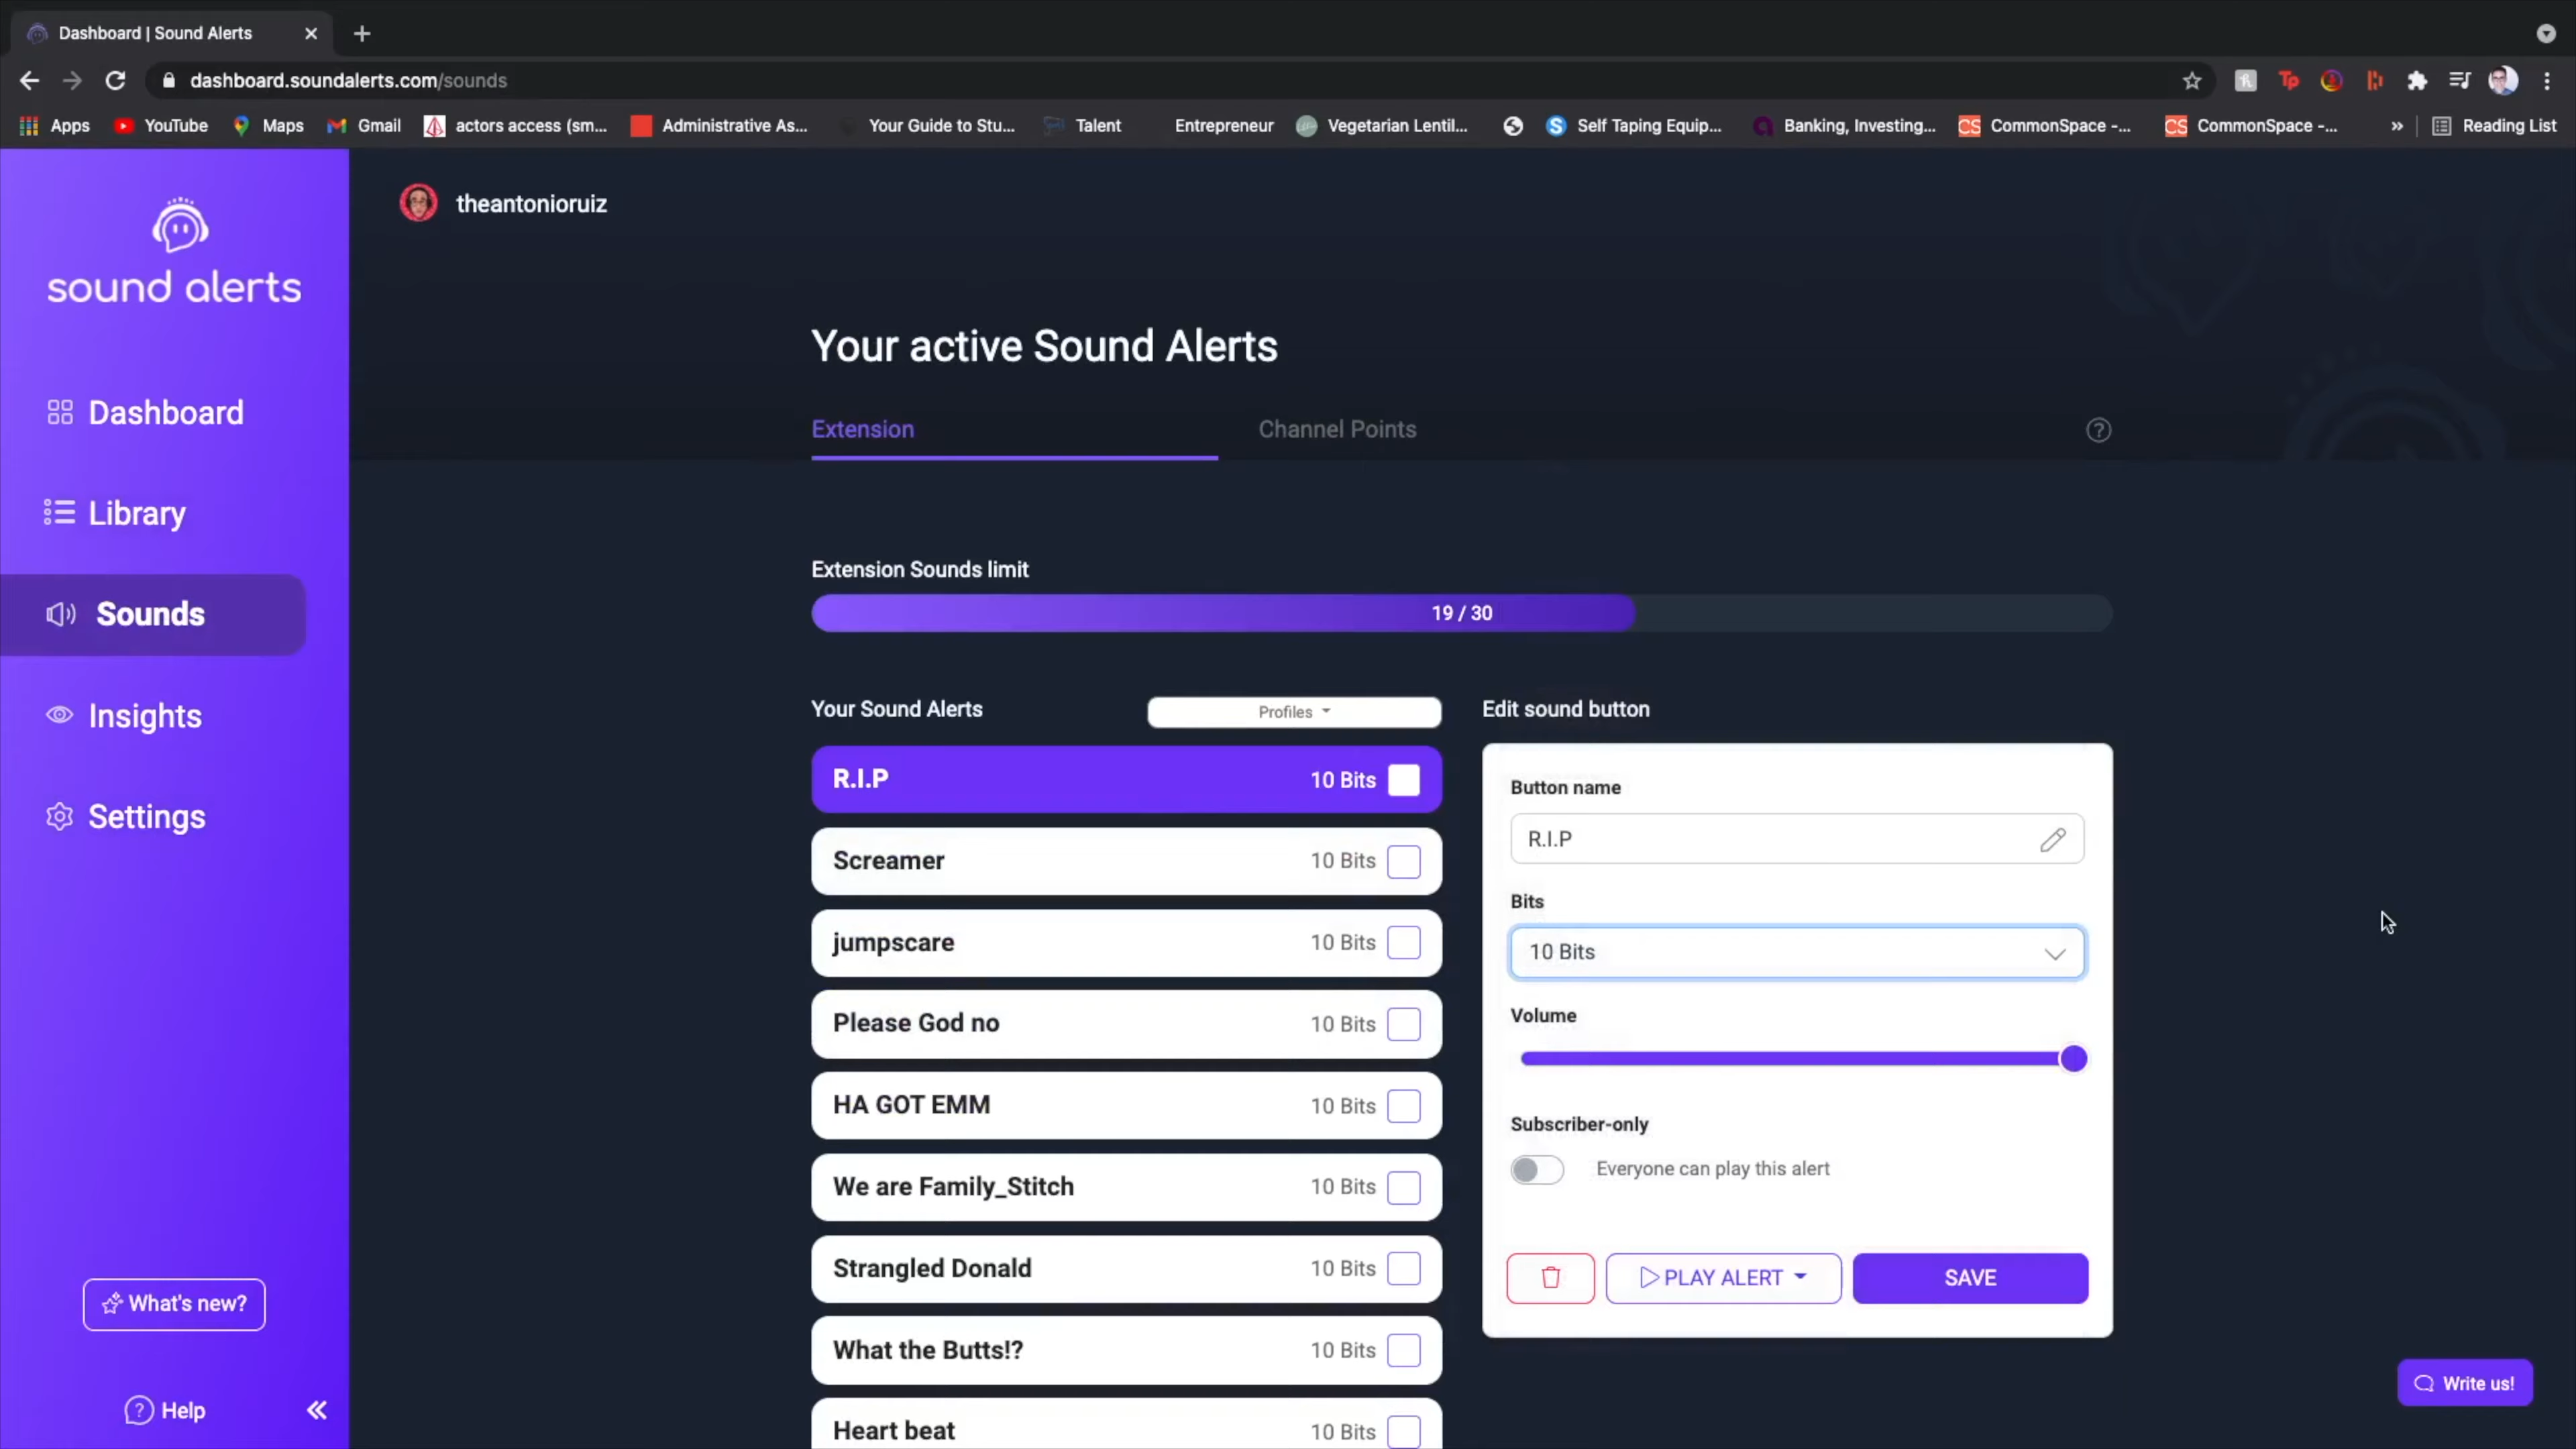 Dashboard | Sound Alerts
dashboard.soundalerts.com/sounds
Apps YouTube Maps Gmail actors access (sm... Administrative As... Your Guide to Stu... Talent Entrepreneur Vegetarian Lentil... Self Taping Equip... Banking, Investing... CS CommonSpace -... CS CommonSpace -... » Reading List
sound alerts
Dashboard
Library
Sounds
Insights
Settings
What's new?
Help
theantonioruiz
Your active Sound Alerts
Extension Channel Points
Extension Sounds limit
19 / 30
Your Sound Alerts Profiles
R.I.P 10 Bits
Screamer 10 Bits
jumpscare 10 Bits
Please God no 10 Bits
HA GOT EMM 10 Bits
We are Family_Stitch 10 Bits
Strangled Donald 10 Bits
What the Butts!? 10 Bits
Heart beat 10 Bits
Edit sound button
Button name
R.I.P
Bits
10 Bits
Volume
Subscriber-only
Everyone can play this alert
PLAY ALERT SAVE
Write us!